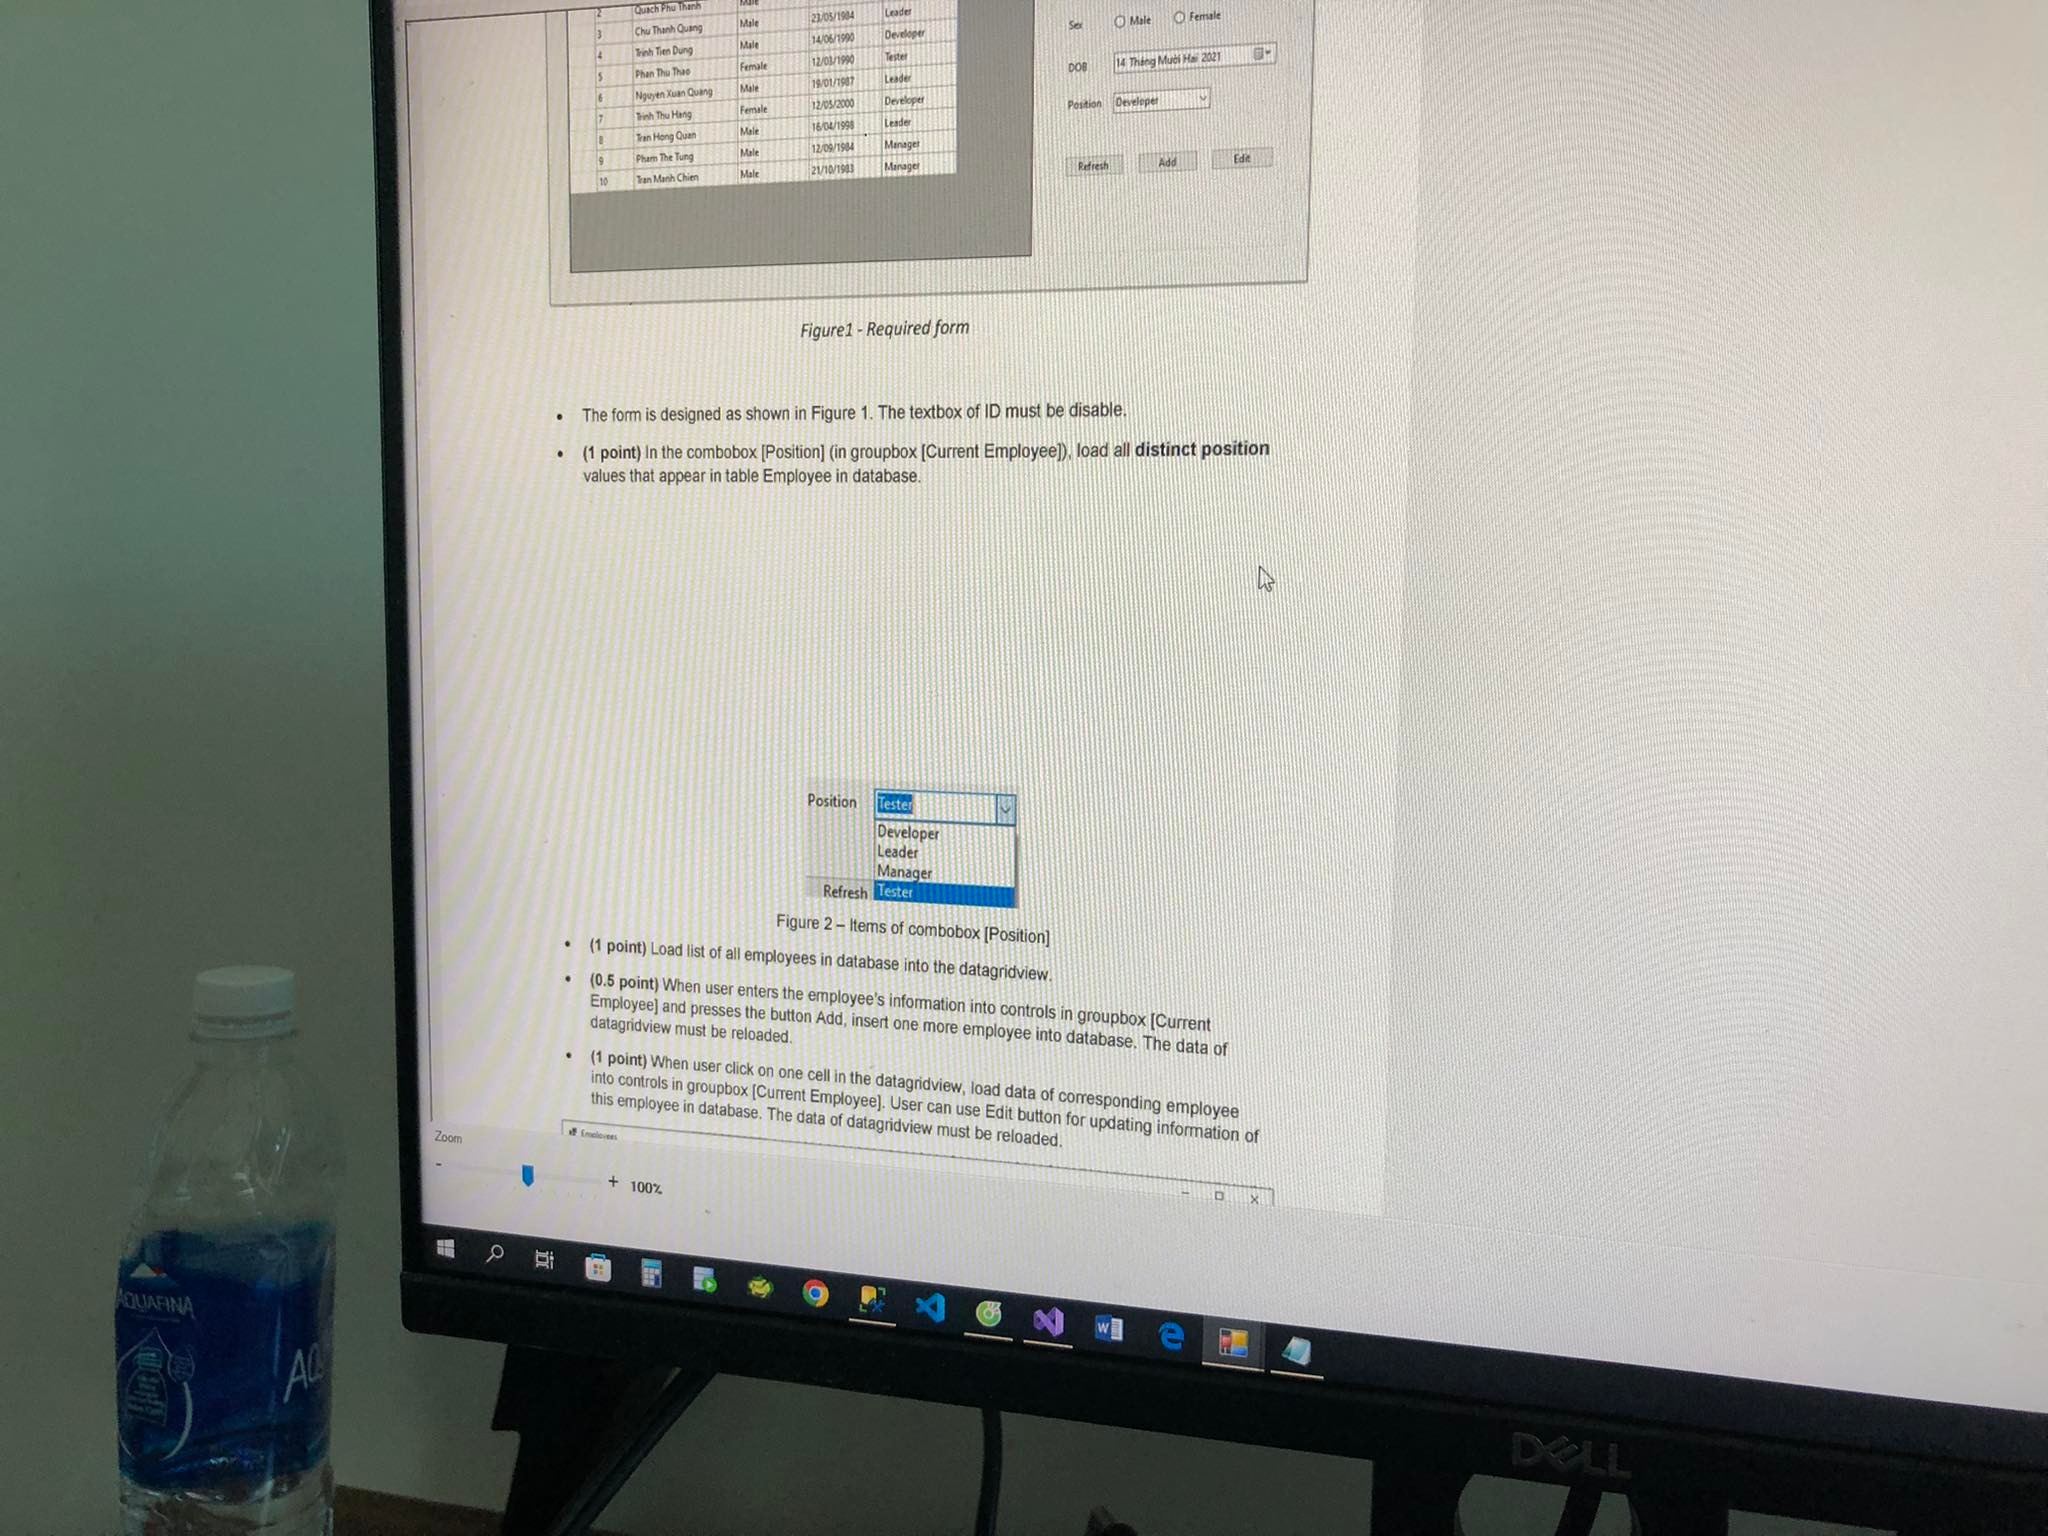 2 Quach Phu Thanh Male Leader
3 Chu Thanh Quang Male 23/05/1984 Developer
4 Trinh Tien Dung Male 14/06/1990 Tester
5 Phan Thu Thao Female 12/03/1990 Leader
6 Nguyen Xuan Quang Male 19/01/1987 Developer
7 Trinh Thu Hang Female 12/05/2000 Leader
8 Tran Hong Quan Male 16/04/1998 Manager
9 Pham The Tung Male 12/09/1984 Manager
10 Tran Manh Chien Male 21/10/1983
Sex Male Female
DOB 14 Tháng Mười Hai 2021
Position Developer
Refresh Add Edit
Figure1 - Required form
• The form is designed as shown in Figure 1. The textbox of ID must be disable.
• (1 point) In the combobox [Position] (in groupbox [Current Employee]), load all distinct position
values that appear in table Employee in database.
Position Tester
Developer
Leader
Manager
Refresh Tester
Figure 2 – Items of combobox [Position]
• (1 point) Load list of all employees in database into the datagridview.
• (0.5 point) When user enters the employee's information into controls in groupbox [Current
Employee] and presses the button Add, insert one more employee into database. The data of
datagridview must be reloaded.
• (1 point) When user click on one cell in the datagridview, load data of corresponding employee
into controls in groupbox [Current Employee]. User can use Edit button for updating information of
this employee in database. The data of datagridview must be reloaded.
Employees
Zoom
- + 100%
AQUAFINA
DELL